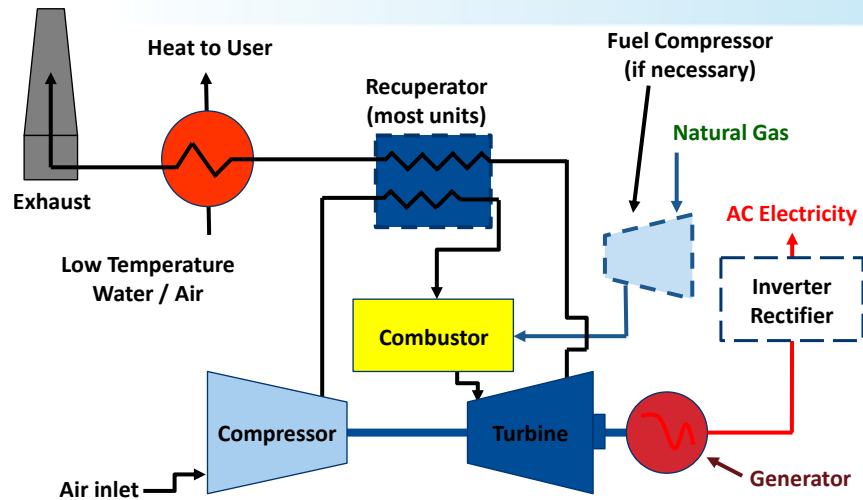 Heat to User
Fuel Compressor
(if necessary)
Recuperator
(most units)
Natural Gas
Exhaust
AC Electricity
Low Temperature
Water / Air
Inverter
Rectifier
Combustor
Compressor
Turbine
Air inlet
Generator